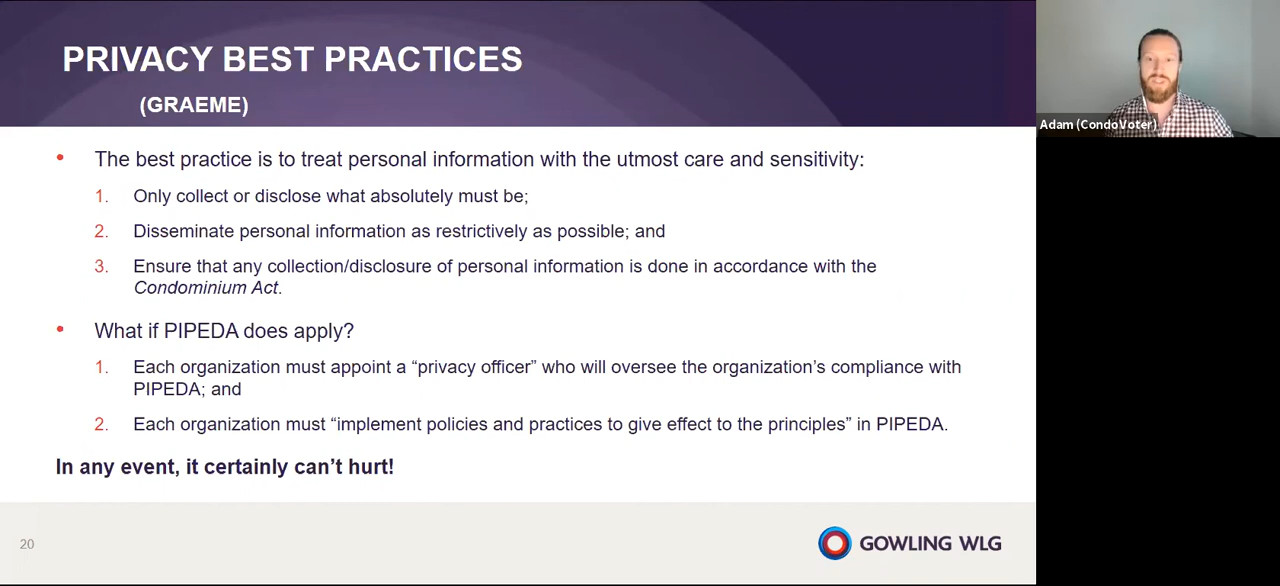 PRIVACY BEST PRACTICES
(GRAEME)
• The best practice is to treat personal information with the utmost care and sensitivity:
1. Only collect or disclose what absolutely must be;
2. Disseminate personal information as restrictively as possible; and
3. Ensure that any collection/disclosure of personal information is done in accordance with the
Condominium Act.
• What if PIPEDA does apply?
1. Each organization must appoint a “privacy officer” who will oversee the organization’s compliance with
PIPEDA; and
2. Each organization must “implement policies and practices to give effect to the principles” in PIPEDA.
In any event, it certainly can’t hurt!
20
GOWLING WLG
Adam (CondoVoter)